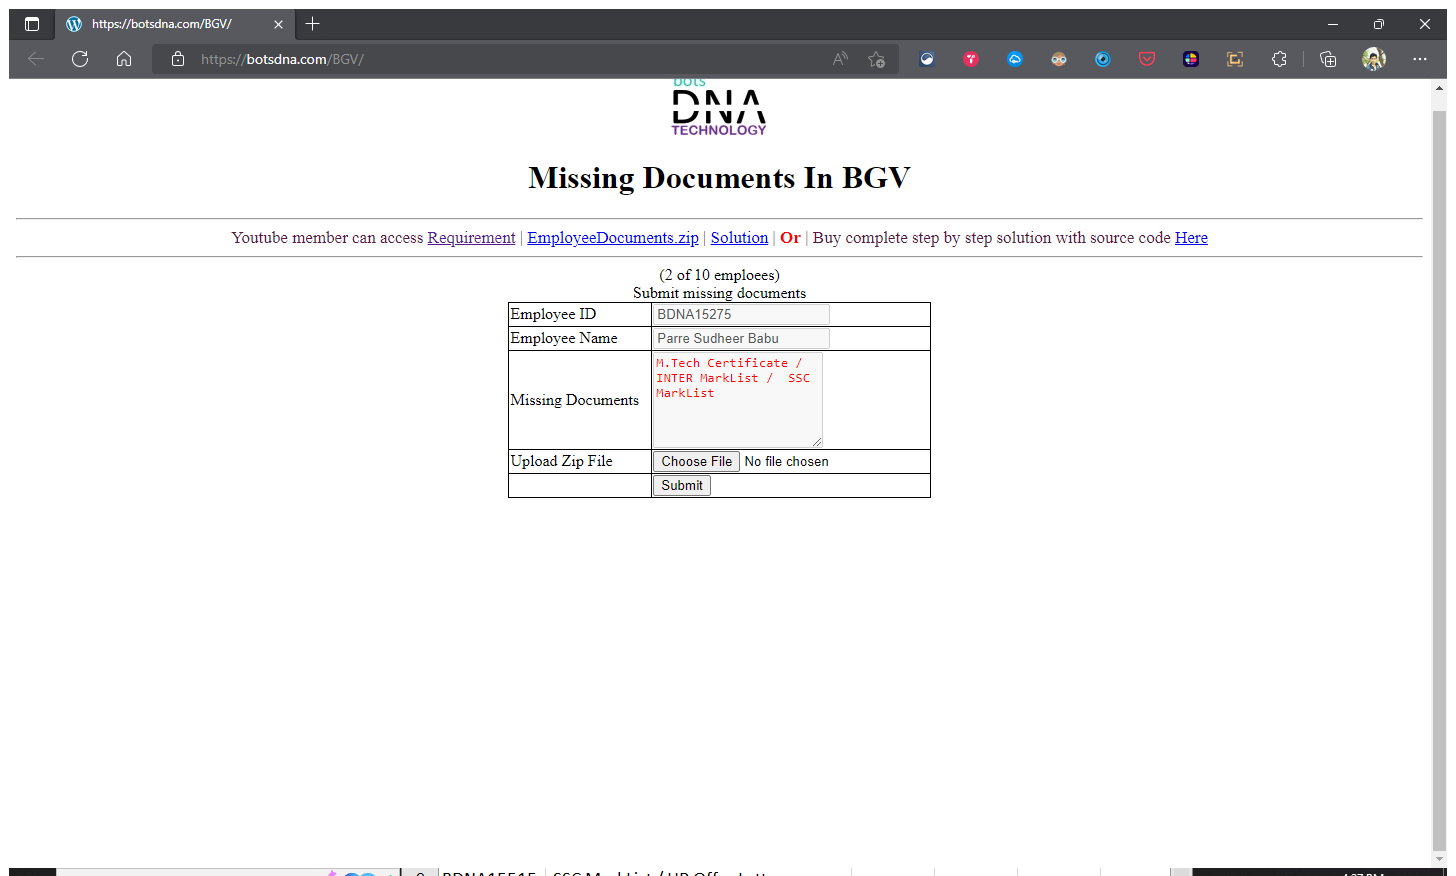 https://botsdna.com/BGV/
https://botsdna.com/BGV/
bots
DNA
TECHNOLOGY
Missing Documents In BGV
Youtube member can access Requirement | EmployeeDocuments.zip | Solution | Or | Buy complete step by step solution with source code Here
(2 of 10 emploees)
Submit missing documents
Employee ID BDNA15275
Employee Name Parre Sudheer Babu
Missing Documents
M.Tech Certificate /
INTER MarkList / SSC
MarkList
Upload Zip File Choose File No file chosen
Submit